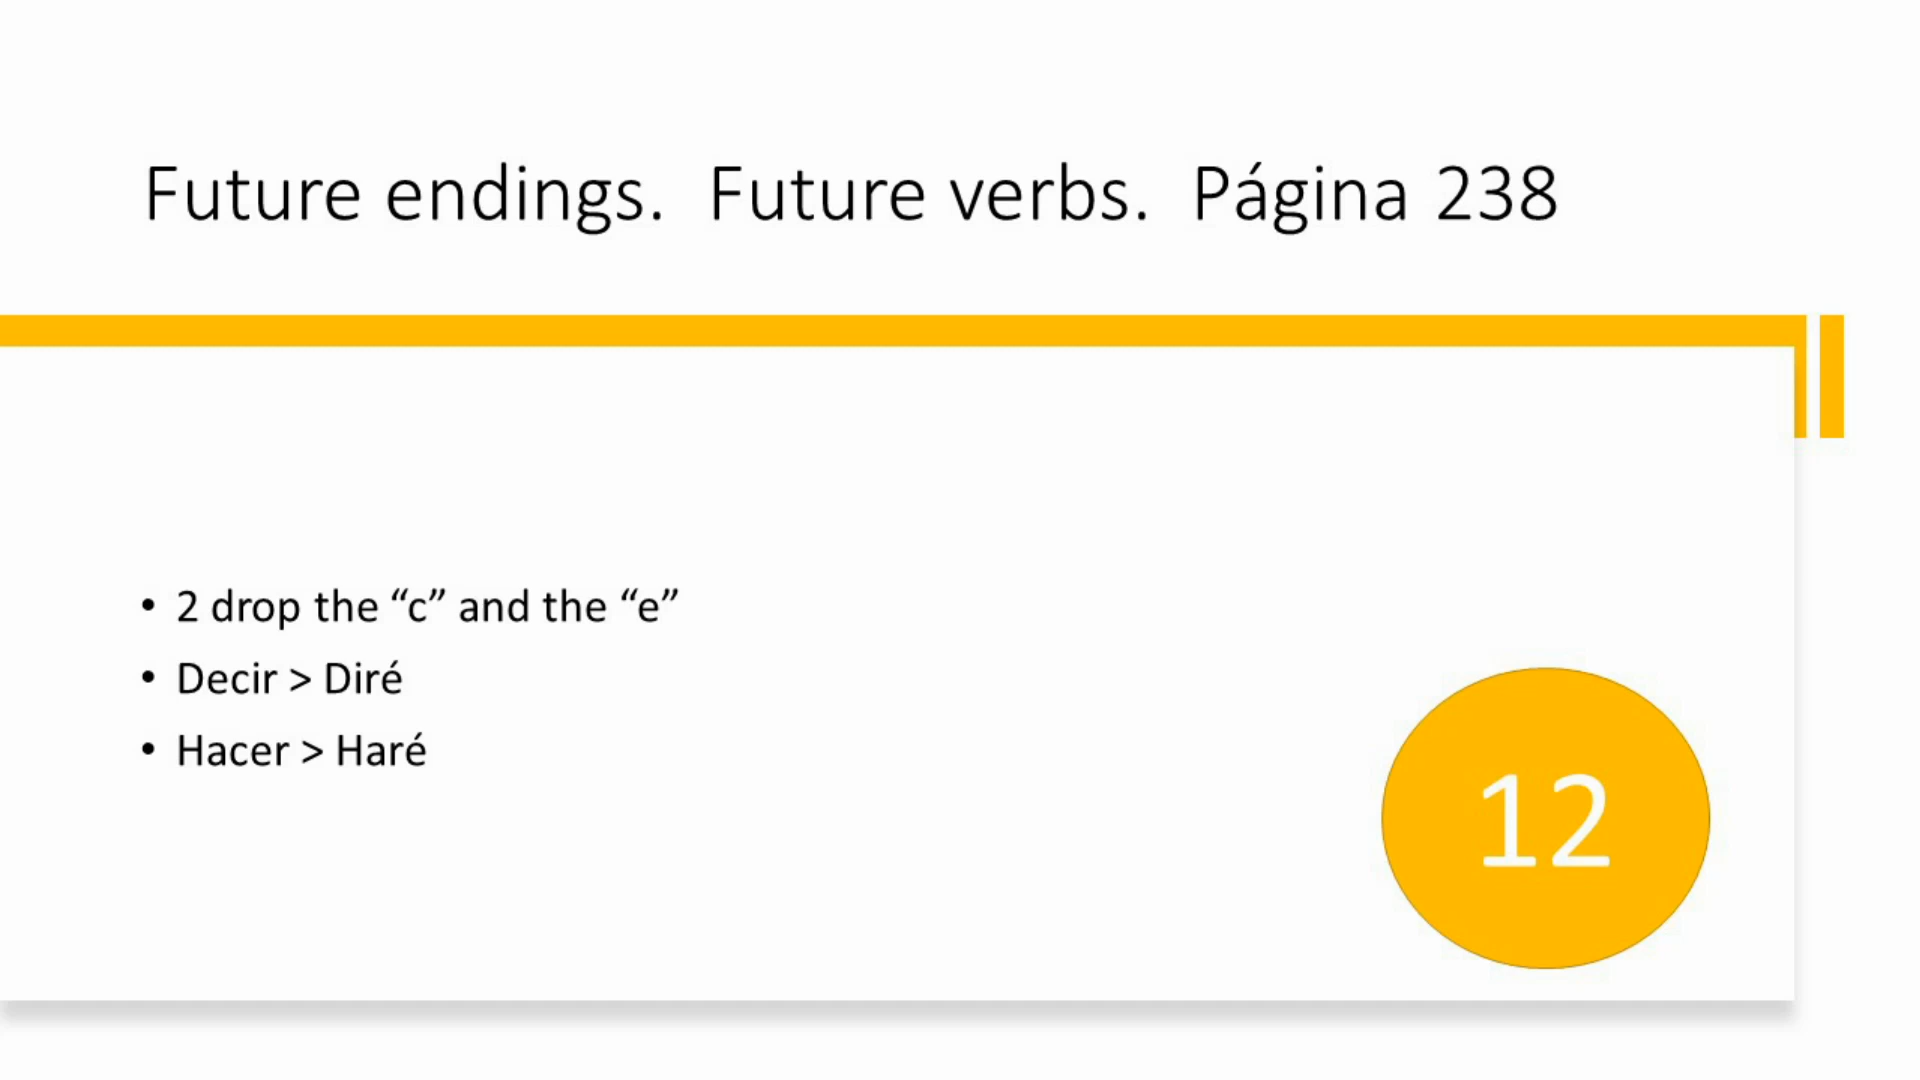 Future endings.  Future verbs.  Página 238
• 2 drop the “c” and the “e”
• Decir > Diré
• Hacer > Haré
12